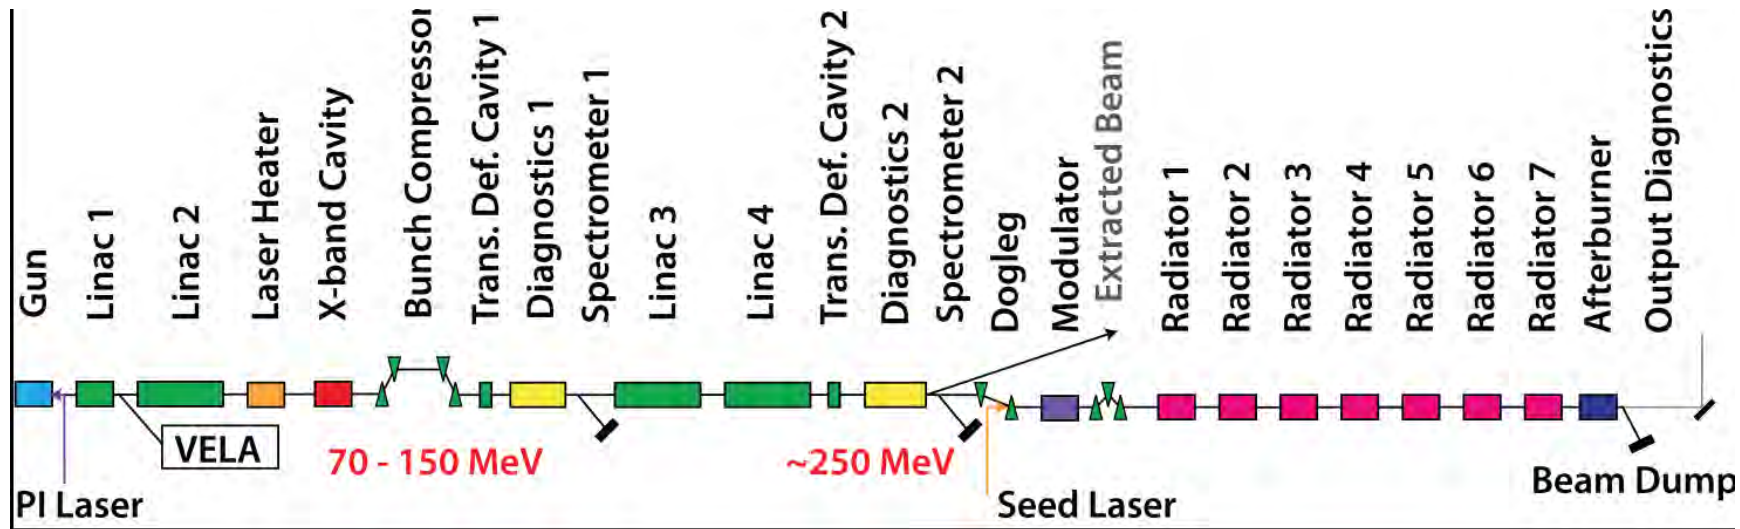 Gun
Linac 1
Linac 2
Laser Heater
X-band Cavity
Bunch Compressor
Trans. Def. Cavity 1
Diagnostics 1
Spectrometer 1
Linac 3
Linac 4
Trans. Def. Cavity 2
Diagnostics 2
Spectrometer 2
Dogleg
Modulator
Extracted Beam
Radiator 1
Radiator 2
Radiator 3
Radiator 4
Radiator 5
Radiator 6
Radiator 7
Afterburner
Output Diagnostics
VELA
70 - 150 MeV
~250 MeV
PI Laser
Seed Laser
Beam Dump